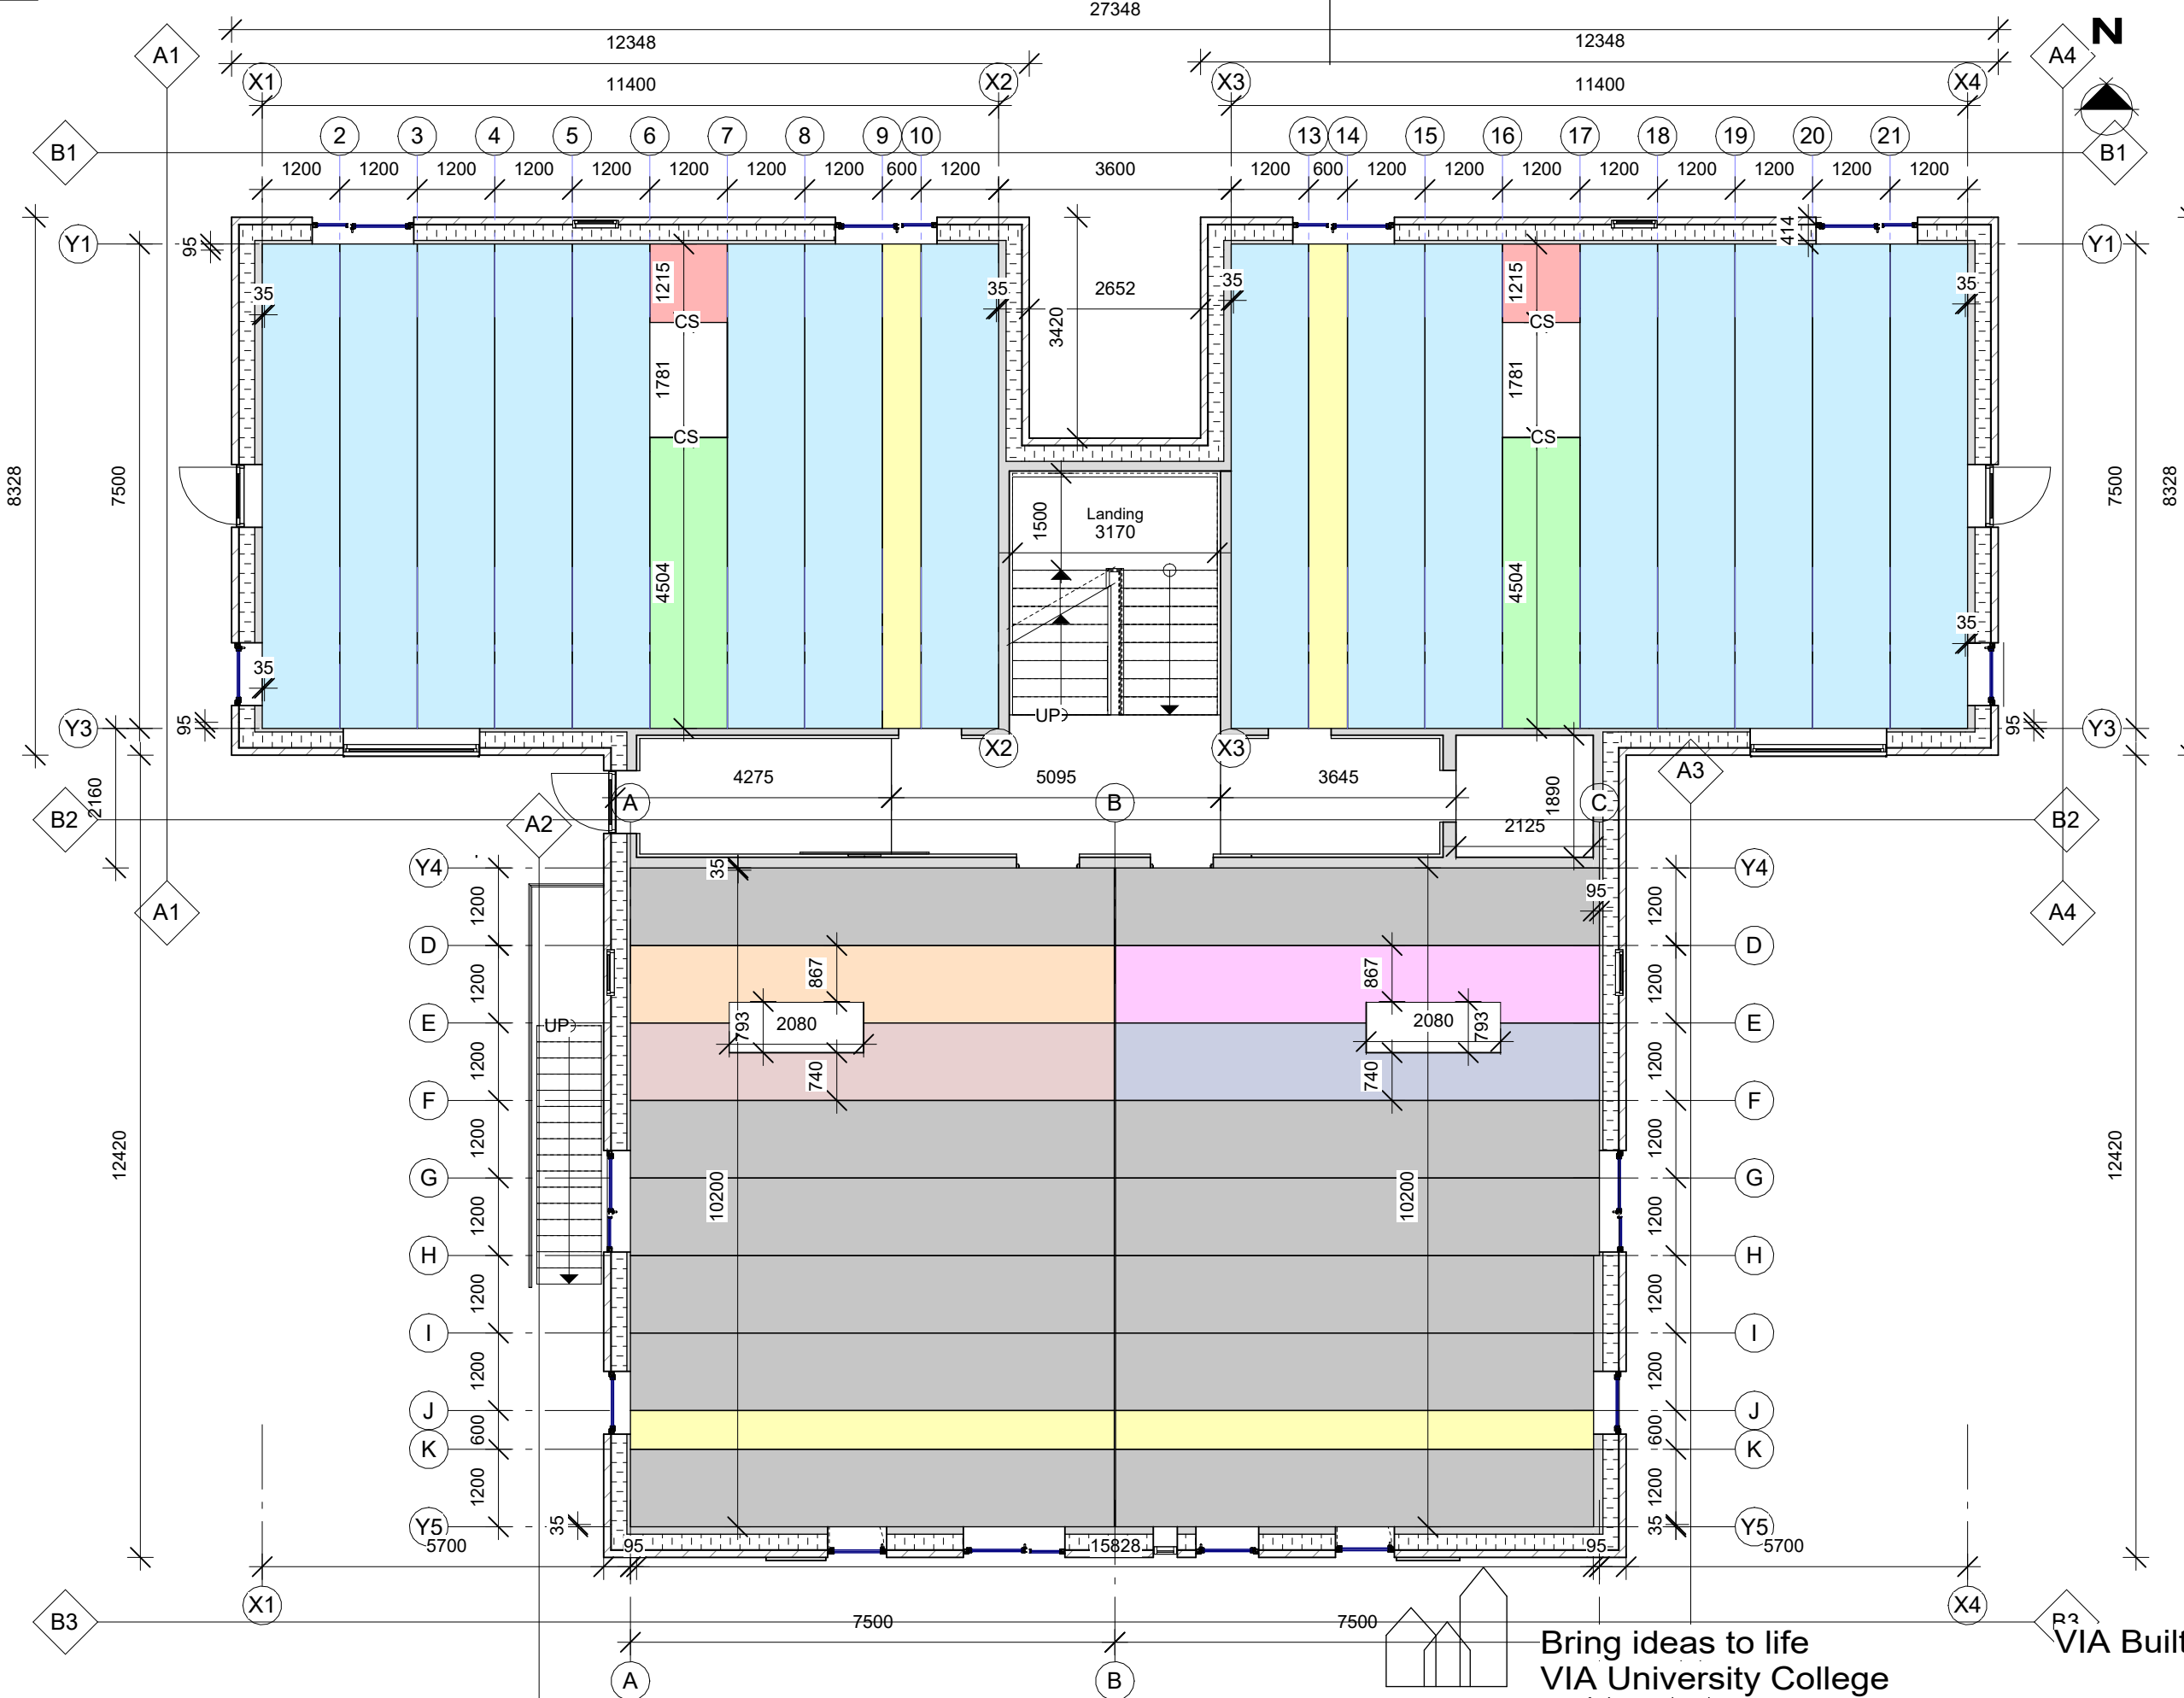 27348
12348 12348
A1 A4 N
X1 11400 X2 X3 11400 X4
2 3 4 5 6 7 8 9 10 13 14 15 16 17 18 19 20 21
B1 B1
1200 1200 1200 1200 1200 1200 1200 1200 600 1200 3600 1200 600 1200 1200 1200 1200 1200 1200 1200
Y1 95 414 Y1
35 1215 35 2652 35 1215 35
CS CS
3420
1781 1781
CS CS
8328 7500 7500 8328
1500 Landing
3170
4504 4504
35 35
UP
Y3 95 X2 X3 95 Y3
4275 5095 3645 A3
2160 1890
B2 A2 A B C B2
2125
Y4 35 95 Y4
A1 1200 1200 A4
D D
1200 867 867 1200
E UP 793 2080 2080 793 E
1200 740 740 1200
F F
12420 1200 1200 12420
G 10200 10200 G
1200 1200
H H
1200 1200
I I
1200 1200
J J
600 600
K K
1200 1200
Y5 35 35 Y5
5700 95 15828 95 5700
X1 X4
B3 7500 7500 B3
Bring ideas to life VIA Built
VIA University College
A B